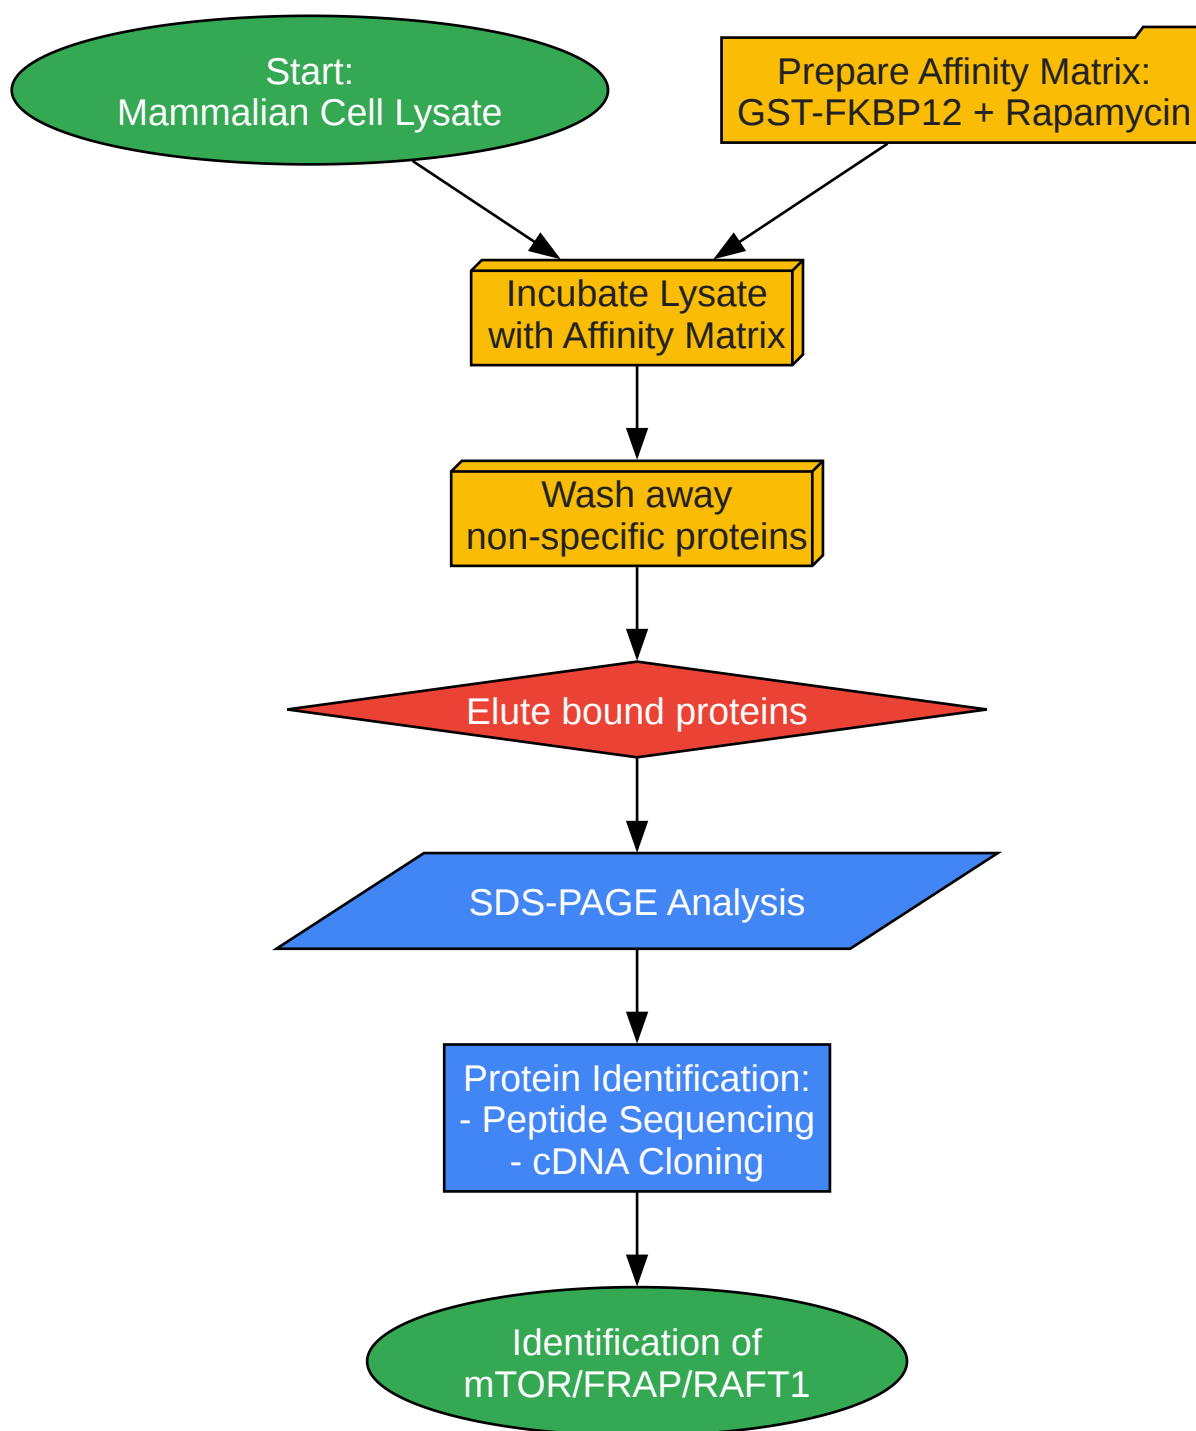 Start:
Mammalian Cell Lysate
Prepare Affinity Matrix:
GST-FKBP12 + Rapamycin
Incubate Lysate
with Affinity Matrix
Wash away
non-specific proteins
Elute bound proteins
SDS-PAGE Analysis
Protein Identification:
- Peptide Sequencing
- cDNA Cloning
Identification of
mTOR/FRAP/RAFT1